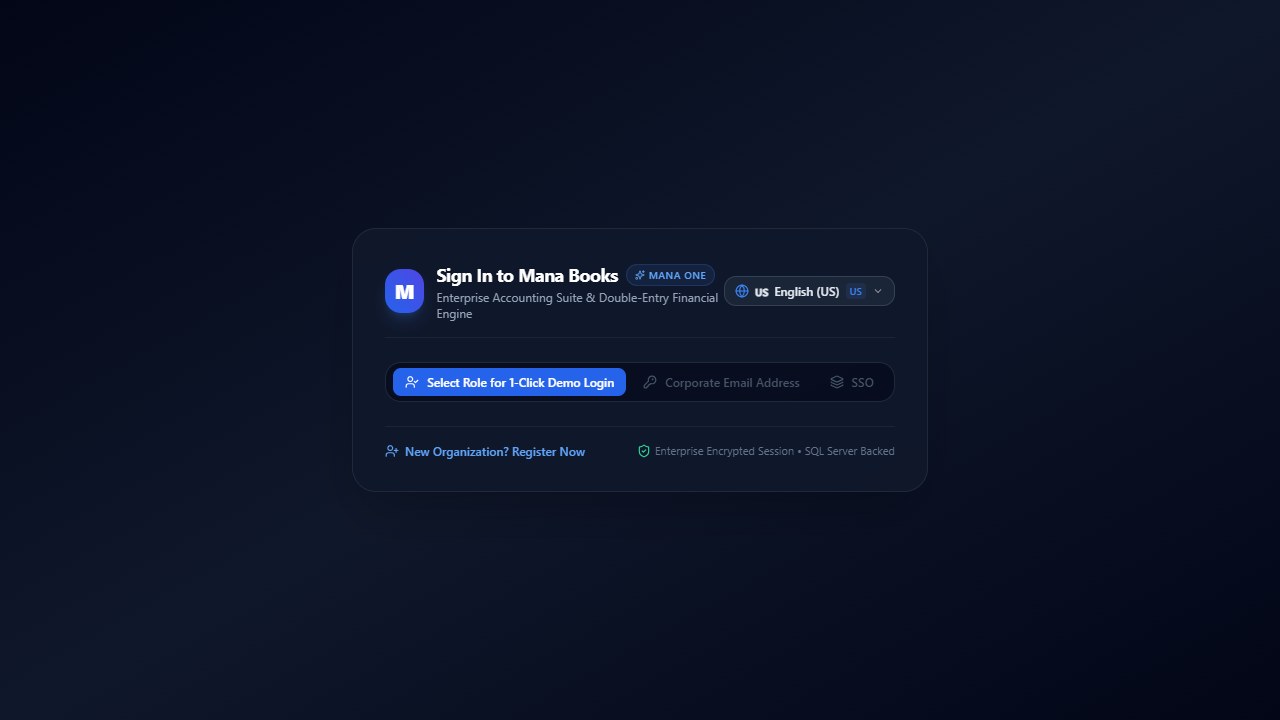 M
Sign In to Mana Books
MANA ONE
Enterprise Accounting Suite & Double-Entry Financial
Engine
US English (US) US
Select Role for 1-Click Demo Login
Corporate Email Address
SSO
New Organization? Register Now
Enterprise Encrypted Session • SQL Server Backed